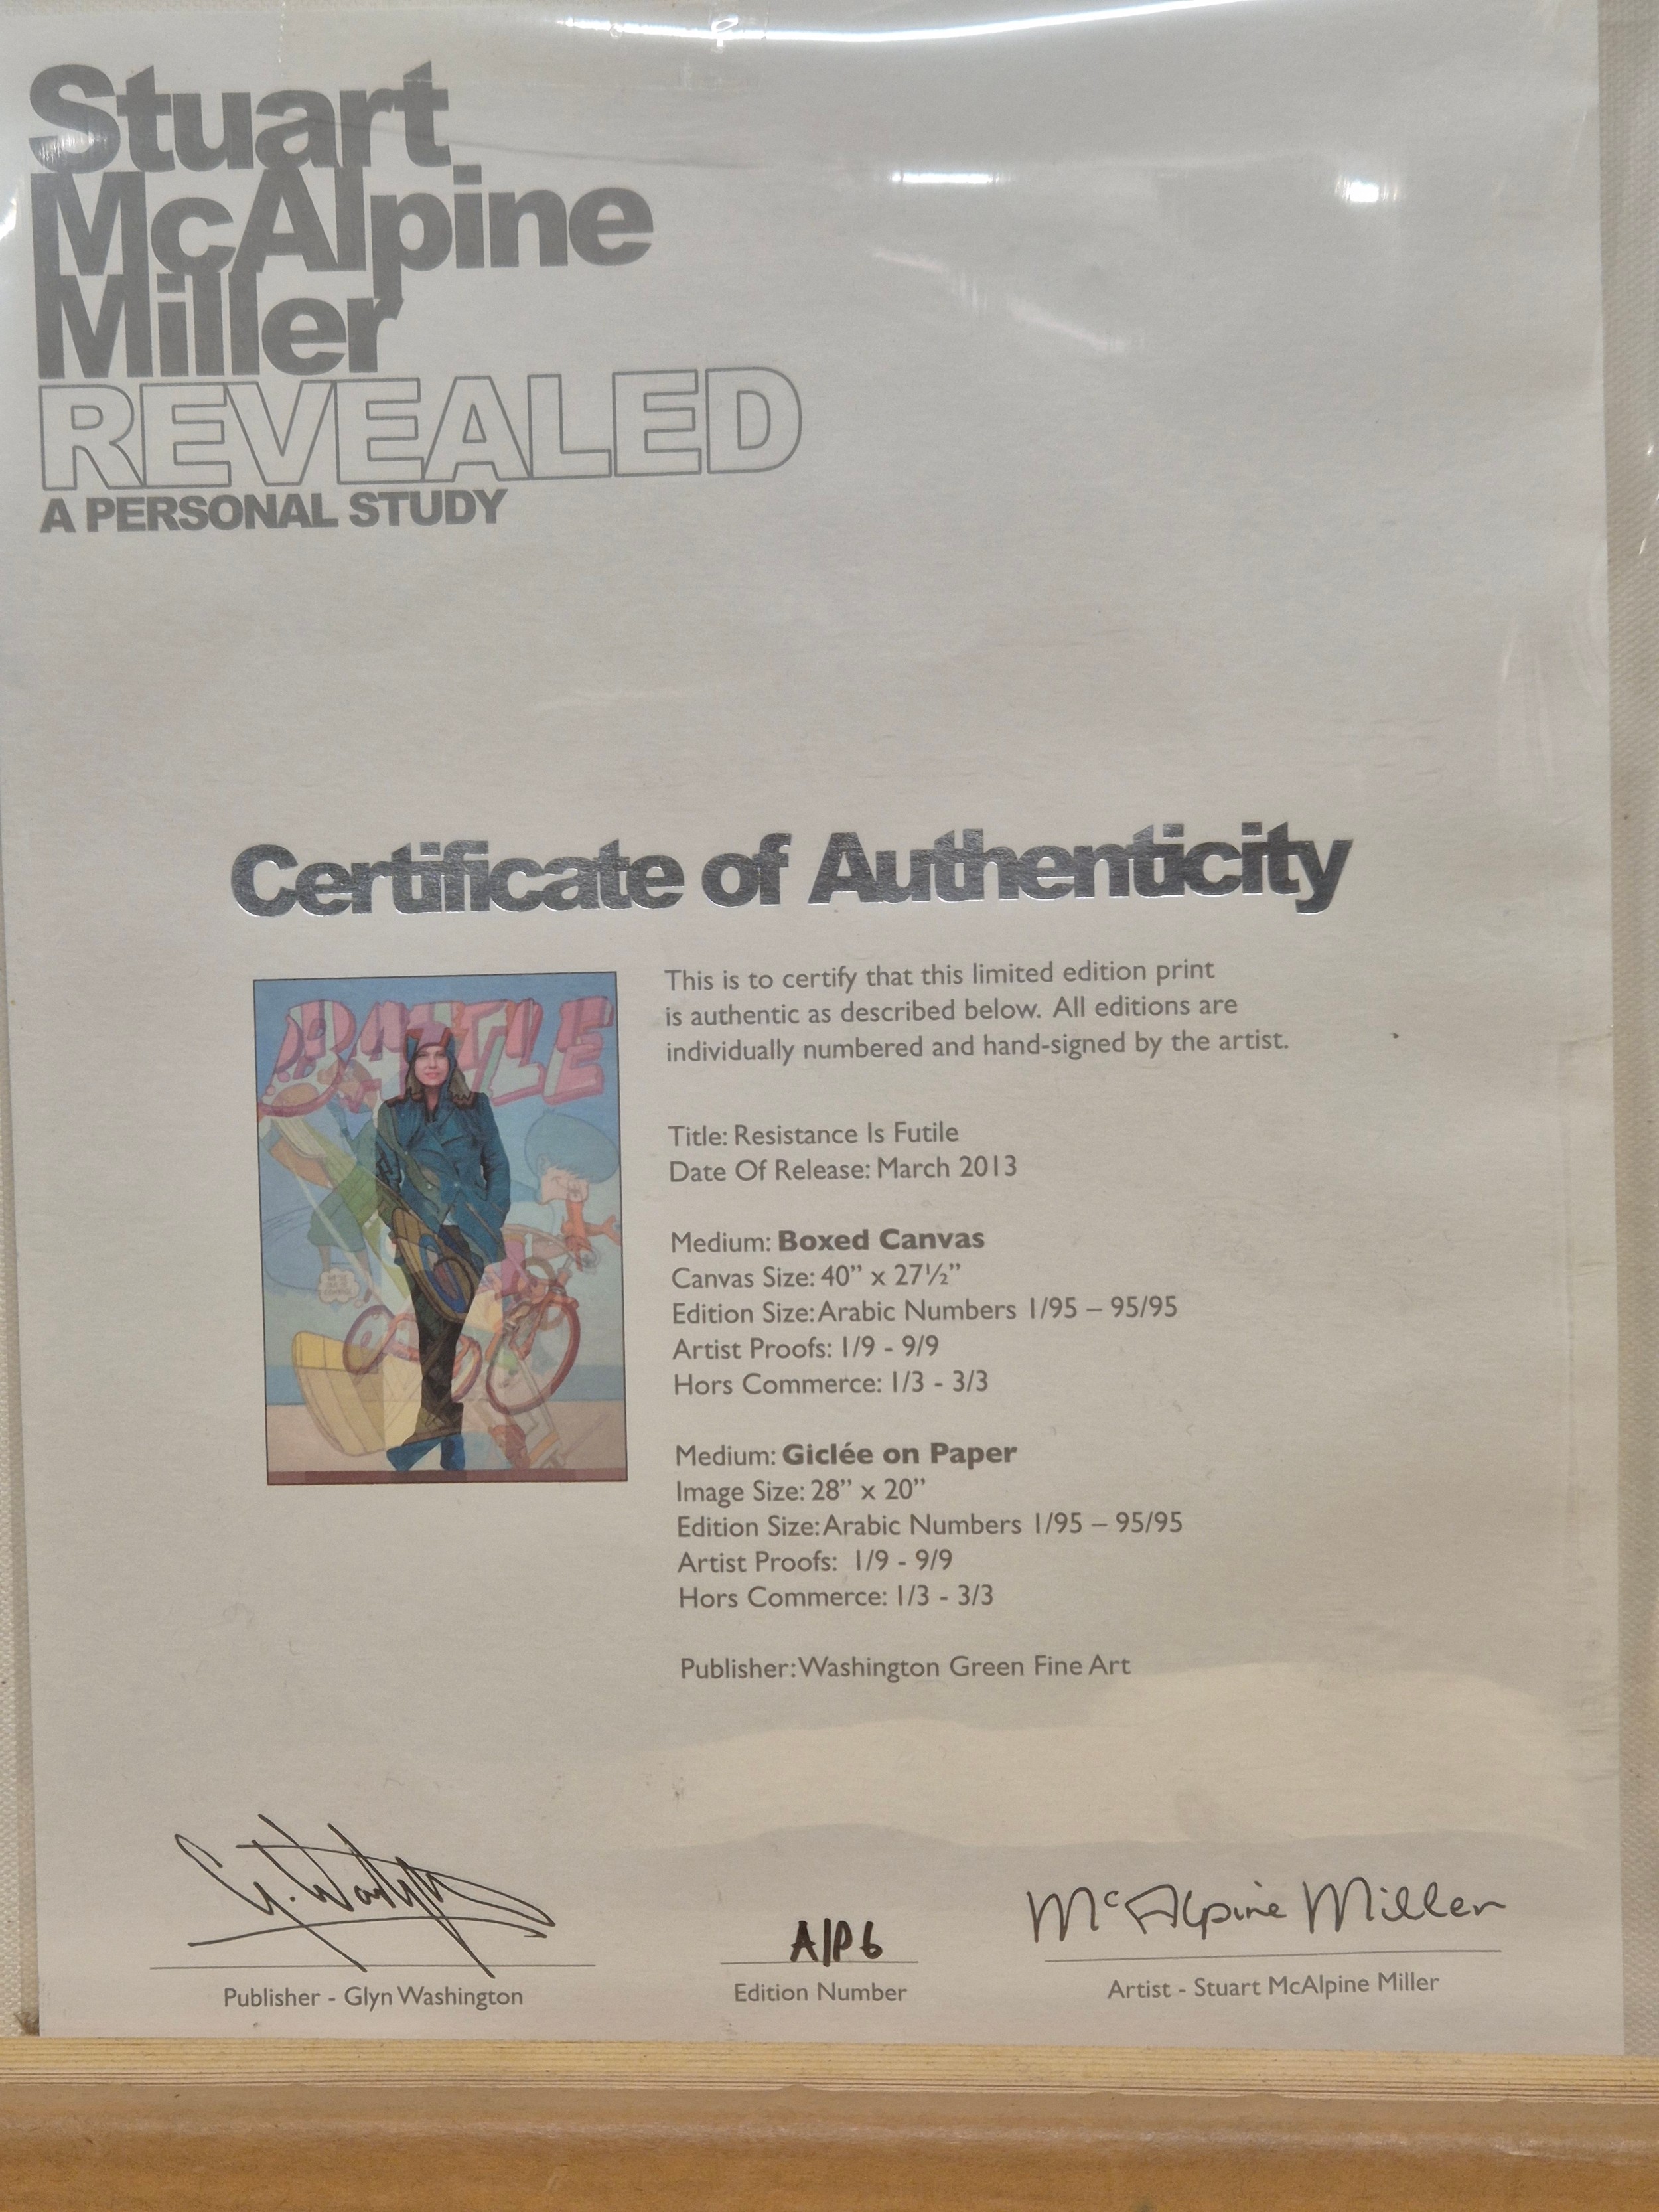 Stuart
McAlpine
Miller
REVEALED
A PERSONAL STUDY
Certificate of Authenticity
BATTLE
This is to certify that this limited edition print
is authentic as described below. All editions are
individually numbered and hand-signed by the artist.
Title: Resistance Is Futile
Date Of Release: March 2013
Medium: Boxed Canvas
Canvas Size: 40” x 27½”
Edition Size: Arabic Numbers 1/95 – 95/95
Artist Proofs: 1/9 - 9/9
Hors Commerce: 1/3 - 3/3
Medium: Giclée on Paper
Image Size: 28” x 20”
Edition Size: Arabic Numbers 1/95 – 95/95
Artist Proofs: 1/9 - 9/9
Hors Commerce: 1/3 - 3/3
Publisher: Washington Green Fine Art
A/P 6
McAlpine Miller
Publisher - Glyn Washington
Edition Number
Artist - Stuart McAlpine Miller